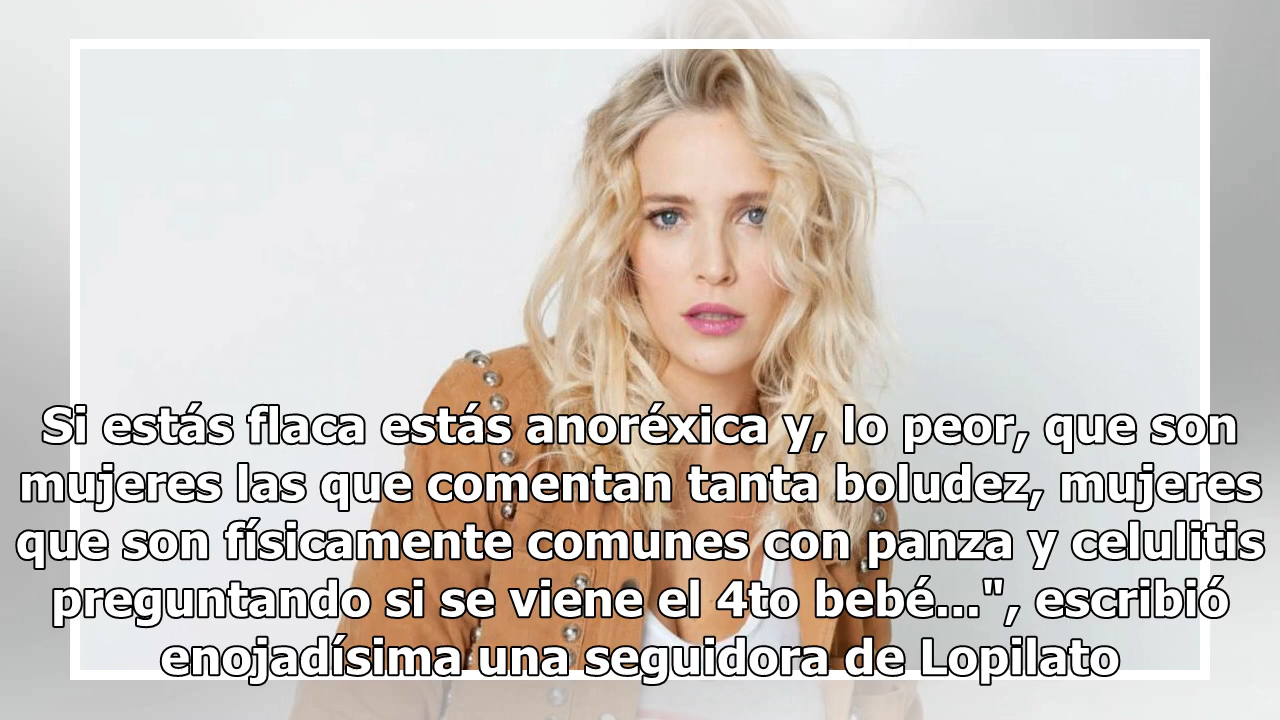 Si estás flaca estás anoréxica y, lo peor, que son
mujeres las que comentan tanta boludez, mujeres
que son físicamente comunes con panza y celulitis
preguntando si se viene el 4to bebé...", escribió
enojadísima una seguidora de Lopilato